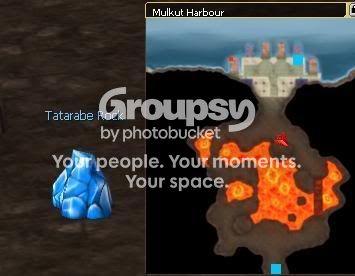 Mulkut Harbour
Tatarabe Rock
Groupsy
by photobucket
Your people. Your moments.
Your space.